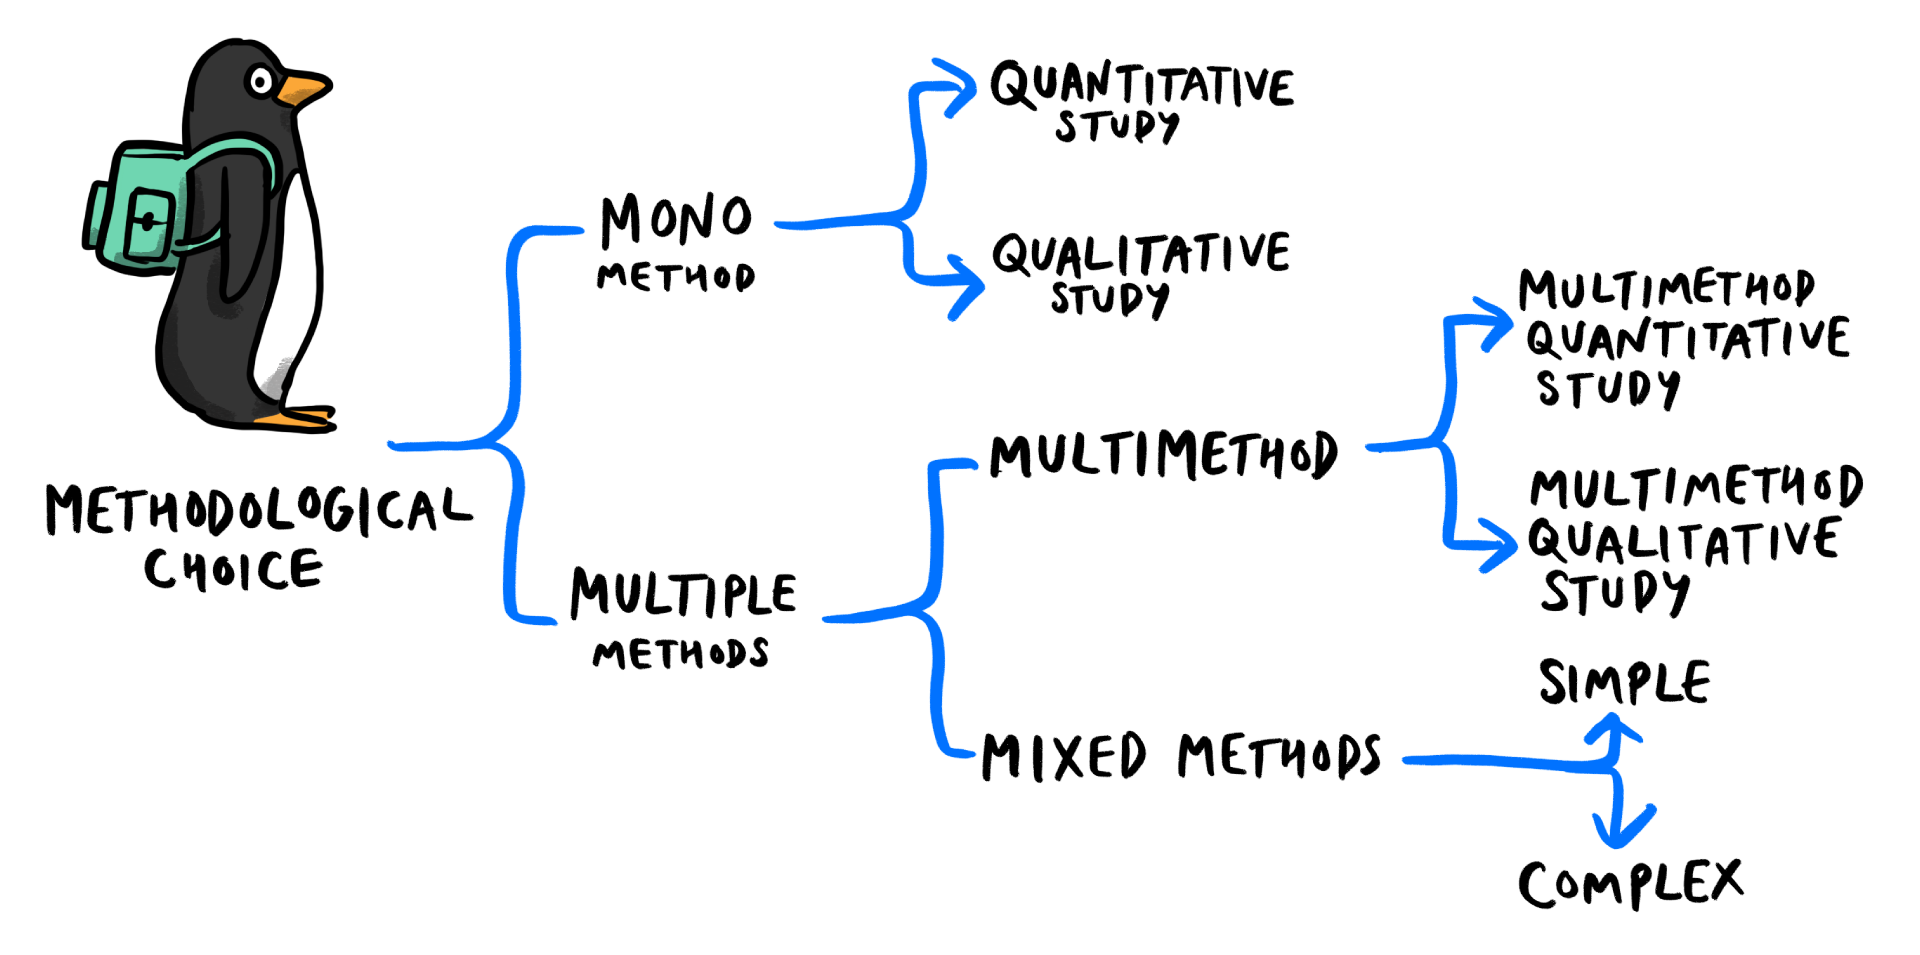 METHODOLOGICAL
CHOICE
MONO
METHOD
QUANTITATIVE
STUDY
QUALITATIVE
STUDY
MULTIPLE
METHODS
MULTIMETHOD
MULTIMETHOD
QUANTITATIVE
STUDY
MULTIMETHOD
QUALITATIVE
STUDY
MIXED METHODS
SIMPLE
COMPLEX